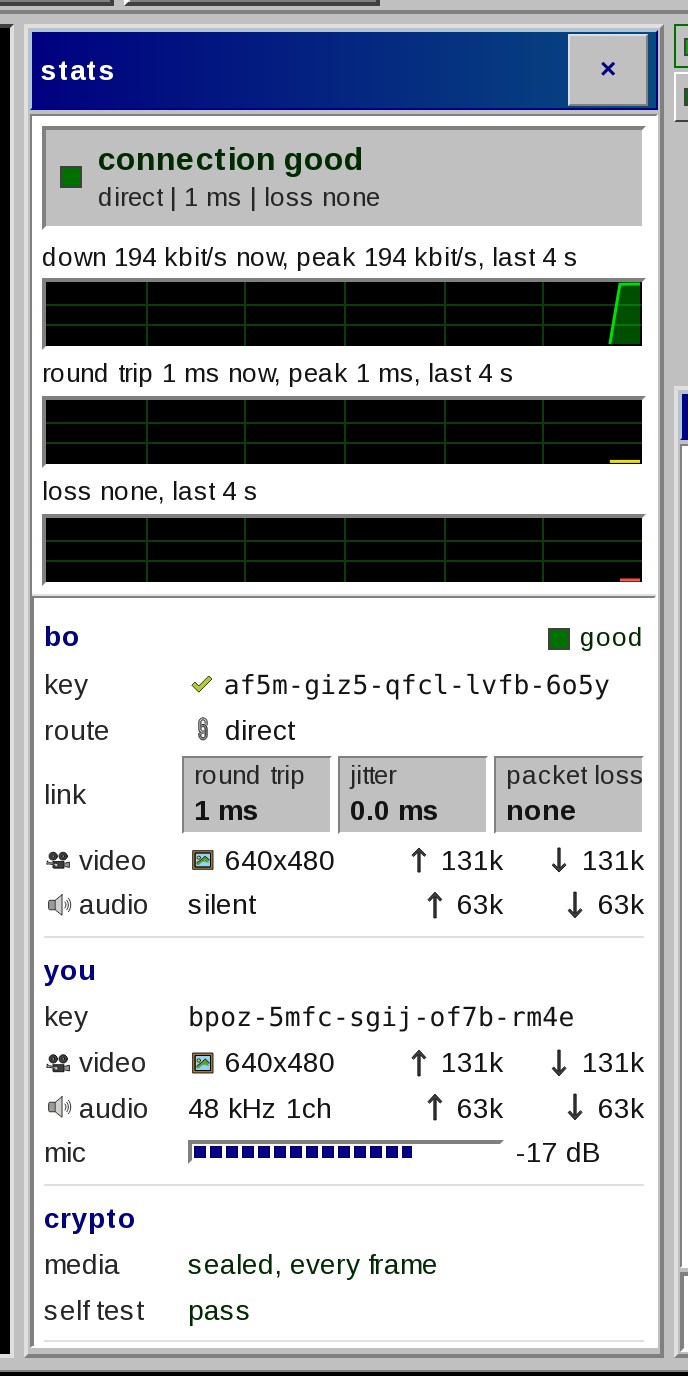 stats
×
connection good
direct | 1 ms | loss none
down 194 kbit/s now, peak 194 kbit/s, last 4 s
round trip 1 ms now, peak 1 ms, last 4 s
loss none, last 4 s
bo good
key af5m-giz5-qfcl-lvfb-6o5y
route direct
link round trip 1 ms jitter 0.0 ms packet loss none
video 640x480 ↑ 131k ↓ 131k
audio silent ↑ 63k ↓ 63k
you
key bpoz-5mfc-sgij-of7b-rm4e
video 640x480 ↑ 131k ↓ 131k
audio 48 kHz 1ch ↑ 63k ↓ 63k
mic -17 dB
crypto
media sealed, every frame
self test pass